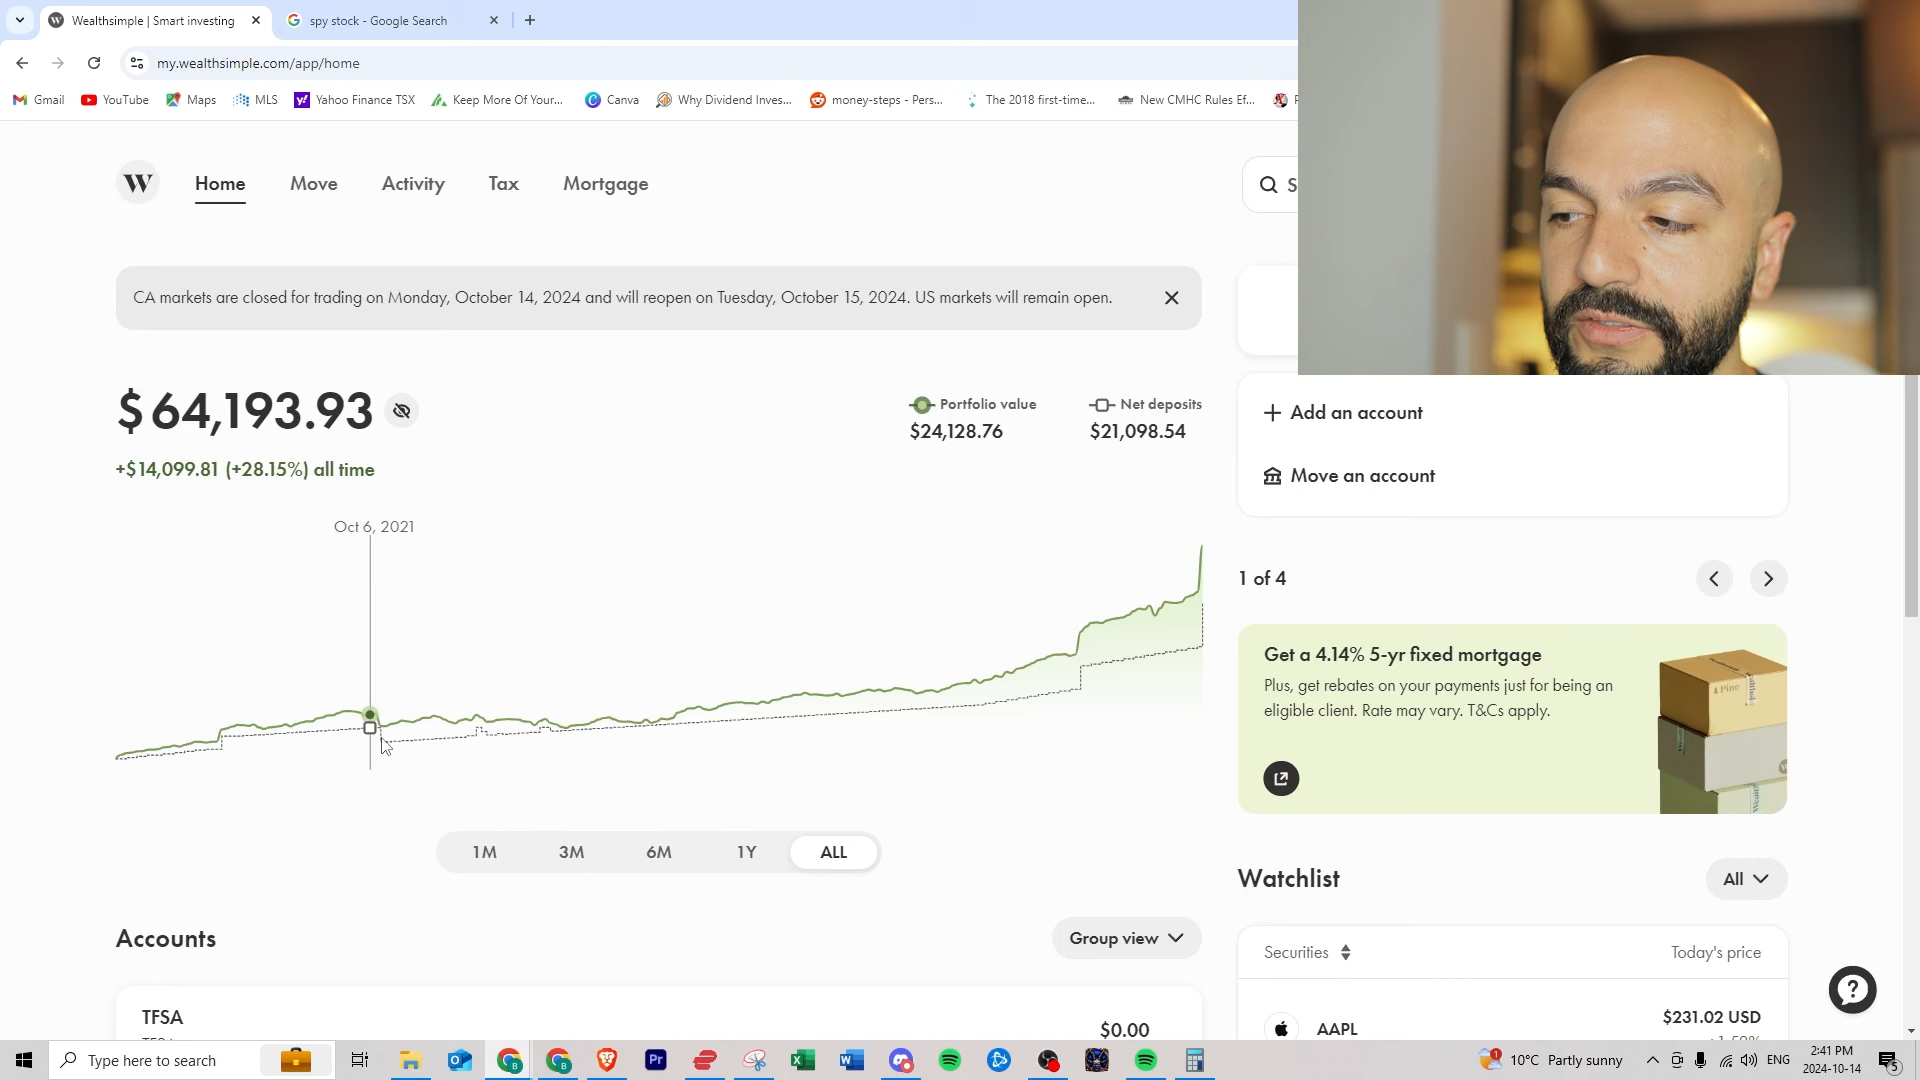 Wealthsimple | Smart investing
spy stock - Google Search
my.wealthsimple.com/app/home
Gmail
YouTube
Maps
MLS
Yahoo Finance TSX
Keep More Of Your...
Canva
Why Dividend Inves...
money-steps - Pers...
The 2018 first-time...
New CMHC Rules Ef...
W
Home
Move
Activity
Tax
Mortgage
S
CA markets are closed for trading on Monday, October 14, 2024 and will reopen on Tuesday, October 15, 2024. US markets will remain open.
$64,193.93
Portfolio value
$24,128.76
Net deposits
$21,098.54
+$14,099.81 (+28.15%) all time
Oct 6, 2021
1M
3M
6M
1Y
ALL
Accounts
Group view
TFSA
$0.00
Add an account
Move an account
1 of 4
Get a 4.14% 5-yr fixed mortgage
Plus, get rebates on your payments just for being an
eligible client. Rate may vary. T&Cs apply.
Pine
Watchlist
All
Securities
Today's price
AAPL
$231.02 USD
Type here to search
10°C Partly sunny
ENG
2:41 PM
2024-10-14